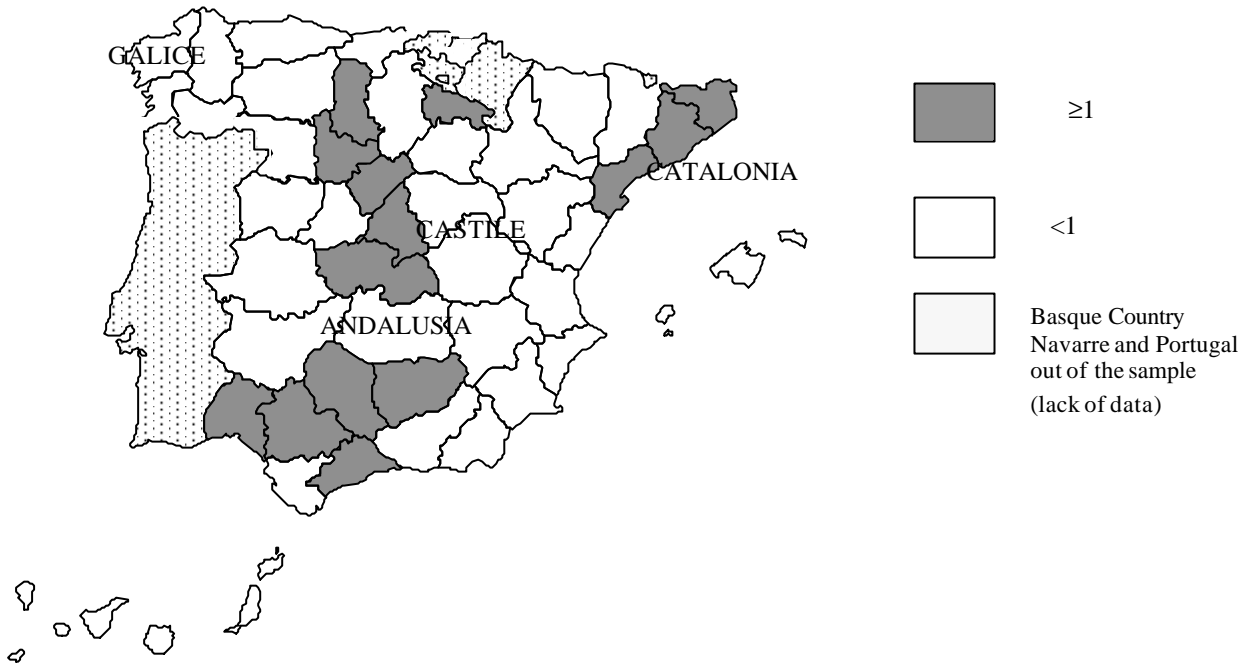 GALICE
≥1
CATALONIA
<1
CASTILE
Basque Country
ANDALUSIA
Navarre and Portugal
out of the sample
(lack of data)